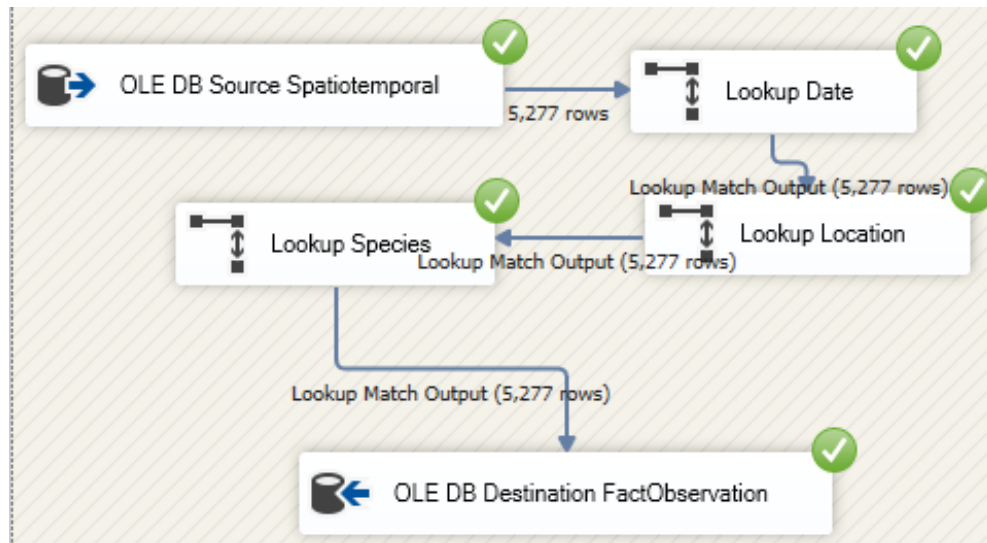 OLE DB Source Spatiotemporal
5,277 rows
Lookup Date
Lookup Match Output (5,277 rows)
Lookup Location
Lookup Match Output (5,277 rows)
Lookup Species
Lookup Match Output (5,277 rows)
OLE DB Destination FactObservation